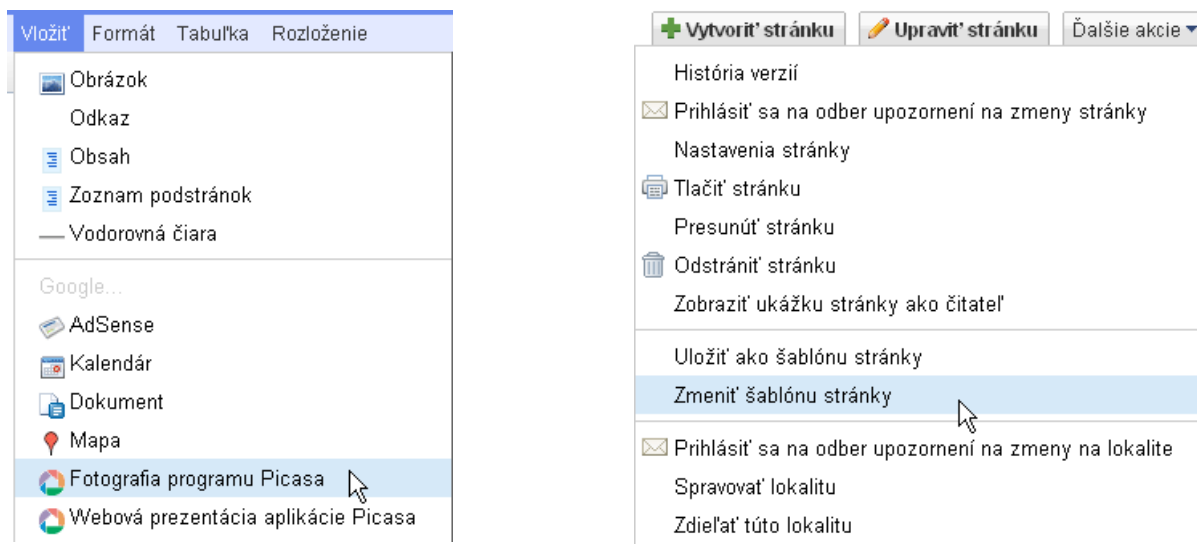 Vložiť Formát Tabuľka Rozloženie
Obrázok
Odkaz
Obsah
Zoznam podstránok
Vodorovná čiara
Google...
AdSense
Kalendár
Dokument
Mapa
Fotografia programu Picasa
Webová prezentácia aplikácie Picasa
Vytvoriť stránku Upraviť stránku Ďalšie akcie
História verzií
Prihlásiť sa na odber upozornení na zmeny stránky
Nastavenia stránky
Tlačiť stránku
Presunúť stránku
Odstrániť stránku
Zobraziť ukážku stránky ako čitateľ
Uložiť ako šablónu stránky
Zmeniť šablónu stránky
Prihlásiť sa na odber upozornení na zmeny na lokalite
Spravovať lokalitu
Zdieľať túto lokalitu